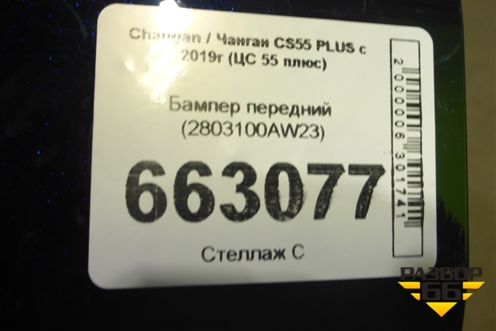 Changan / Чанган CS55 PLUS с
2019г (ЦС 55 плюс)
Бампер передний
(2803100AW23)
663077
Стеллаж С
2000006301741
РАЗБОР
66